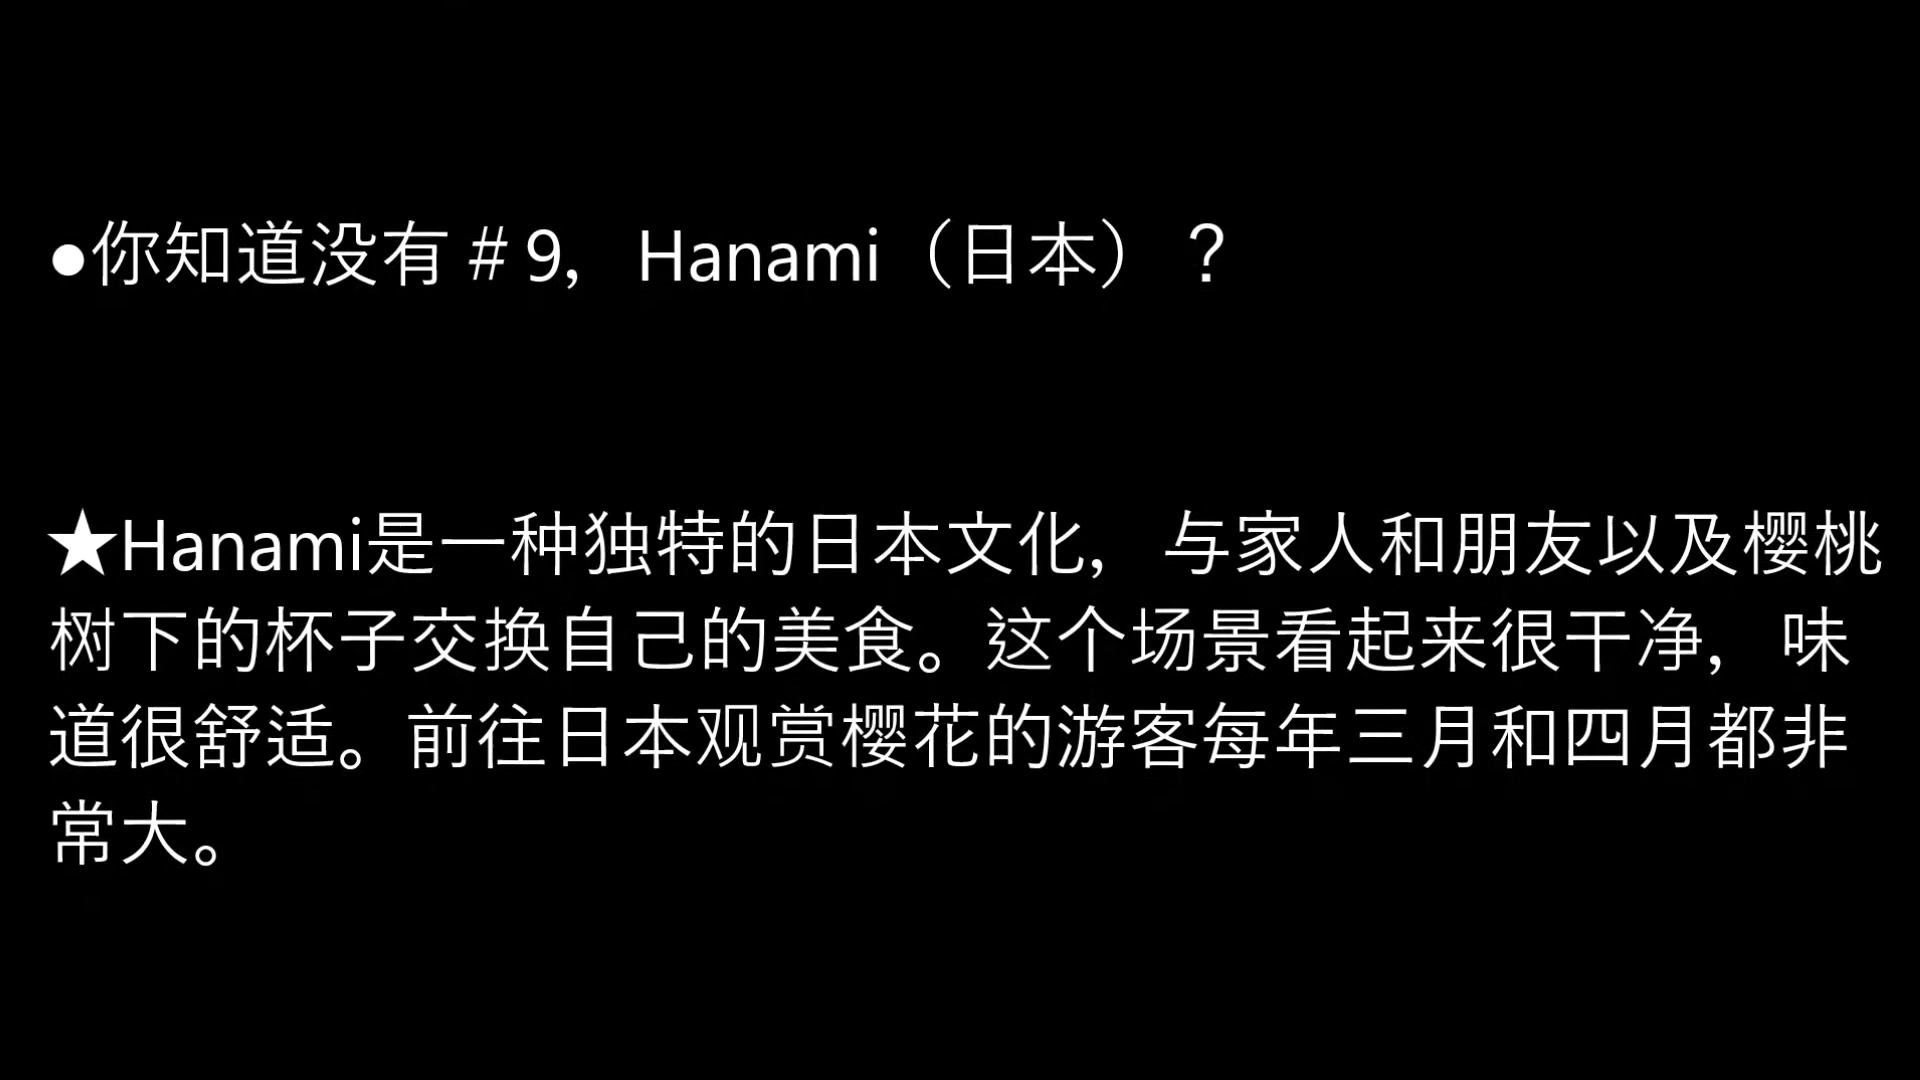 ●你知道没有 # 9，Hanami（日本）？
★Hanami是一种独特的日本文化，与家人和朋友以及樱桃
树下的杯子交换自己的美食。这个场景看起来很干净，味
道很舒适。前往日本观赏樱花的游客每年三月和四月都非
常大。